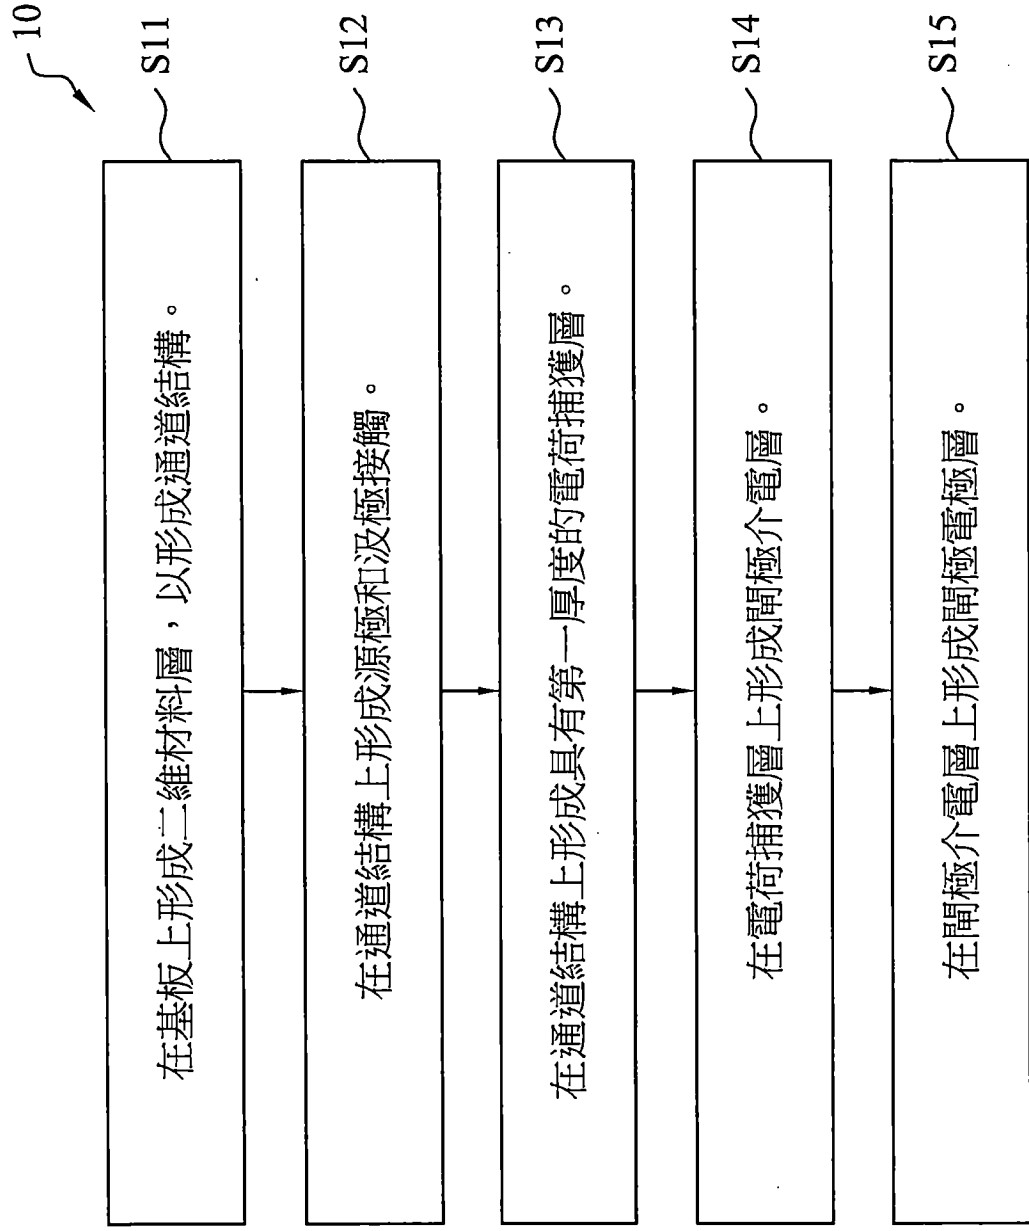 10
在基板上形成二維材料層，以形成通道結構。
S11
在通道結構上形成源極和汲極接觸。
S12
在通道結構上形成具有第一厚度的電荷捕獲層。
S13
在電荷捕獲層上形成閘極介電層。
S14
在閘極介電層上形成閘極電極層。
S15